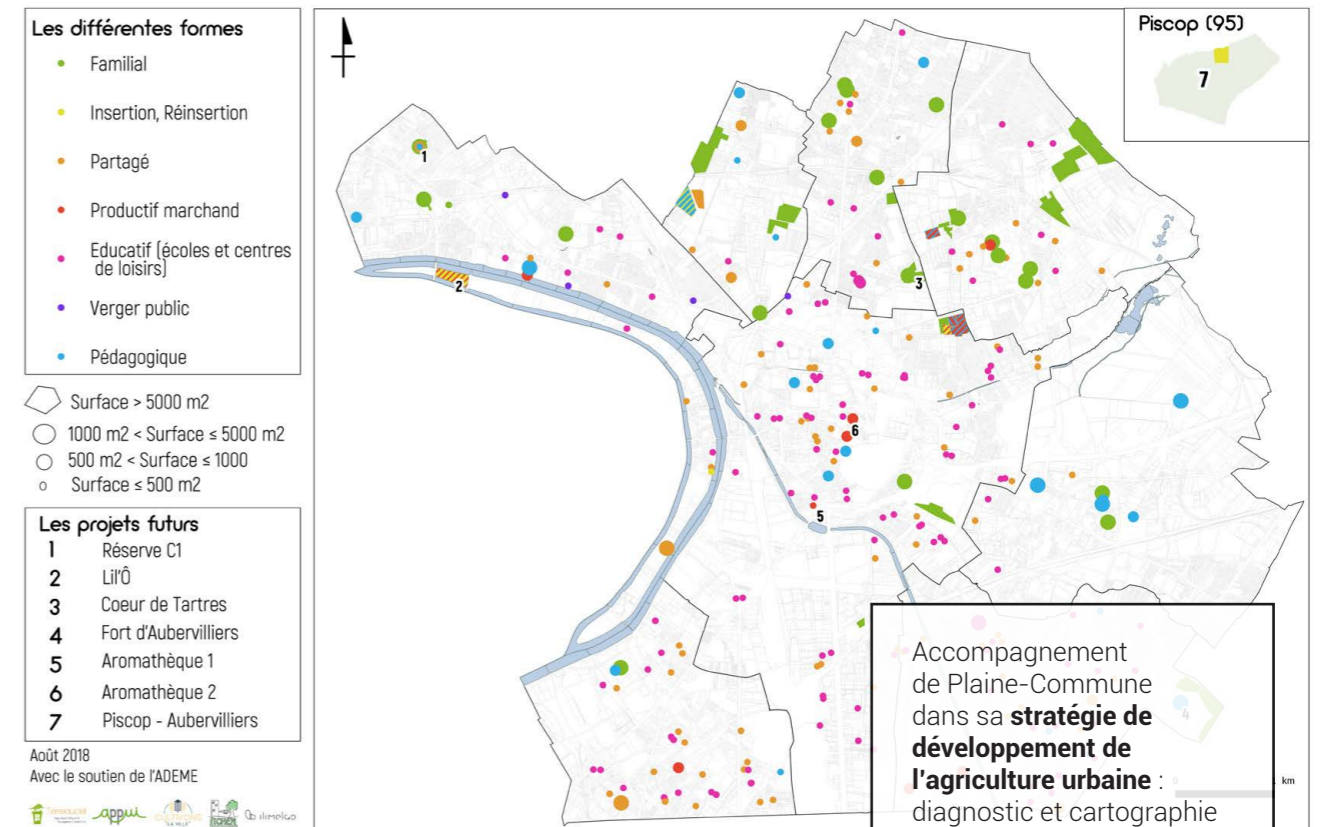 Les différentes formes
Familial
Insertion, Réinsertion
Partagé
Productif marchand
Educatif (écoles et centres
de loisirs)
Verger public
Pédagogique
Surface > 5000 m2
1000 m2 < Surface ≤ 5000 m2
500 m2 < Surface ≤ 1000
Surface ≤ 500 m2
Les projets futurs
1 Réserve C1
2 Lil'Ô
3 Coeur de Tartres
4 Fort d'Aubervilliers
5 Aromathèque 1
6 Aromathèque 2
7 Piscop - Aubervilliers
Août 2018
Avec le soutien de l'ADEME
appui
Piscop (95)
7
1
2
3
6
5
4
km
Accompagnement
de Plaine-Commune
dans sa stratégie de
développement de
l'agriculture urbaine :
diagnostic et cartographie